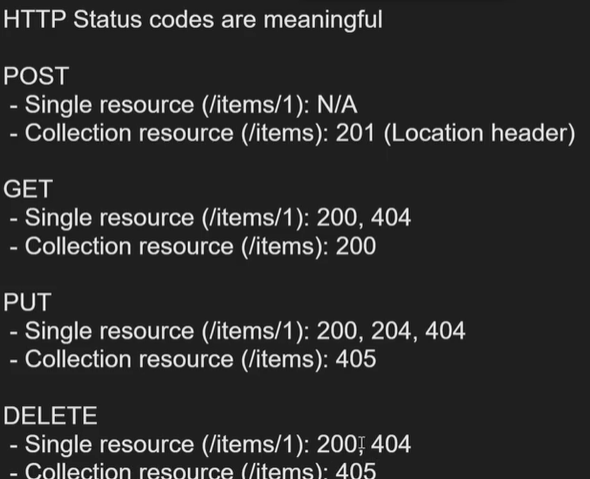 HTTP Status codes are meaningful
POST
- Single resource (/items/1): N/A
- Collection resource (/items): 201 (Location header)
GET
- Single resource (/items/1): 200, 404
- Collection resource (/items): 200
PUT
- Single resource (/items/1): 200, 204, 404
- Collection resource (/items): 405
DELETE
- Single resource (/items/1): 200, 404
- Collection resource (/items): 405